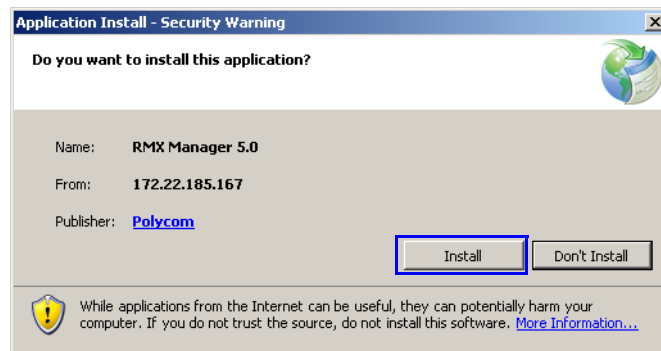 Application Install - Security Warning
Do you want to install this application?
Name: RMX Manager 5.0
From: 172.22.185.167
Publisher: Polycom
Install Don't Install
While applications from the Internet can be useful, they can potentially harm your
computer. If you do not trust the source, do not install this software. More Information...